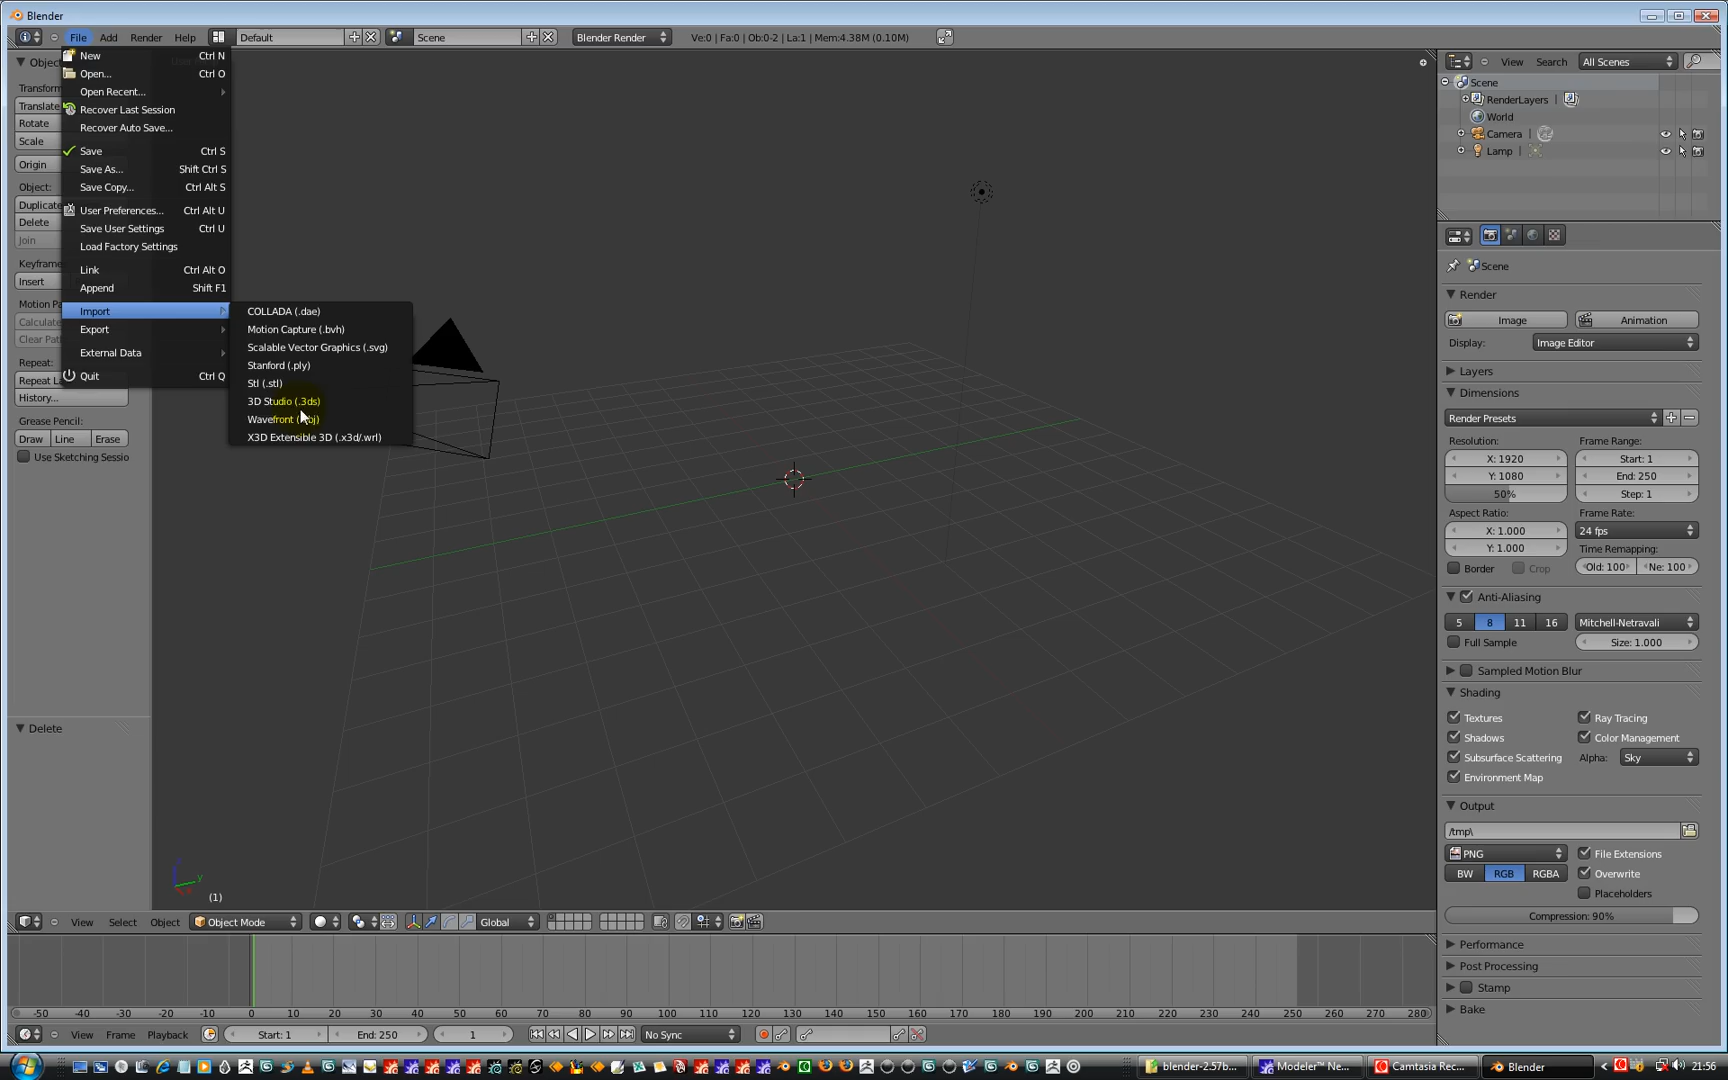 Blender
File Add Render Help Default Scene Blender Render Ve:0 | Fa:0 | Ob:0-2 | La:1 | Mem:4.38M (0.10M)
New Ctrl N
Open... Ctrl O
Open Recent...
Recover Last Session
Recover Auto Save...
Save Ctrl S
Save As... Shift Ctrl S
Save Copy... Ctrl Alt S
User Preferences... Ctrl Alt U
Save User Settings Ctrl U
Load Factory Settings
Link Ctrl Alt O
Append Shift F1
Import
Export
External Data
Quit Ctrl Q
COLLADA (.dae)
Motion Capture (.bvh)
Scalable Vector Graphics (.svg)
Stanford (.ply)
Stl (.stl)
3D Studio (.3ds)
Wavefront
X3D Extensible 3D (.x3d/.wrl)
Translate
Rotate
Scale
Origin
Object:
Duplicate
Delete
Join
Insert
Motion Pa
Calculate
Clear Pat
Repeat:
Repeat La
History...
Grease Pencil:
Draw Line Erase
Use Sketching Sessio
Delete
(1)
View Select Object Object Mode Global
-50 -40 -30 -20 -10 0 10 20 30 40 50 60 70 80 90 100 110 120 130 140 150 160 170 180 190 200 210 220 230 240 250 260 270 280
View Frame Playback Start: 1 End: 250 1 No Sync
View Search All Scenes
Scene
RenderLayers |
World
Camera |
Lamp |
Scene
Render
Image Animation
Display: Image Editor
Layers
Dimensions
Render Presets
Resolution: Frame Range:
X: 1920 Start: 1
Y: 1080 End: 250
50% Step: 1
Aspect Ratio: Frame Rate:
X: 1.000 24 fps
Y: 1.000 Time Remapping:
Border Crop Old: 100 Ne: 100
Anti-Aliasing
5 8 11 16 Mitchell-Netravali
Full Sample Size: 1.000
Sampled Motion Blur
Shading
Textures Ray Tracing
Shadows Color Management
Subsurface Scattering Alpha: Sky
Environment Map
Output
/tmp\
PNG File Extensions
BW RGB RGBA Overwrite
Placeholders
Compression: 90%
Performance
Post Processing
Stamp
Bake
blender-2.57b... Modeler™ Ne... Camtasia Rec... Blender 21:56